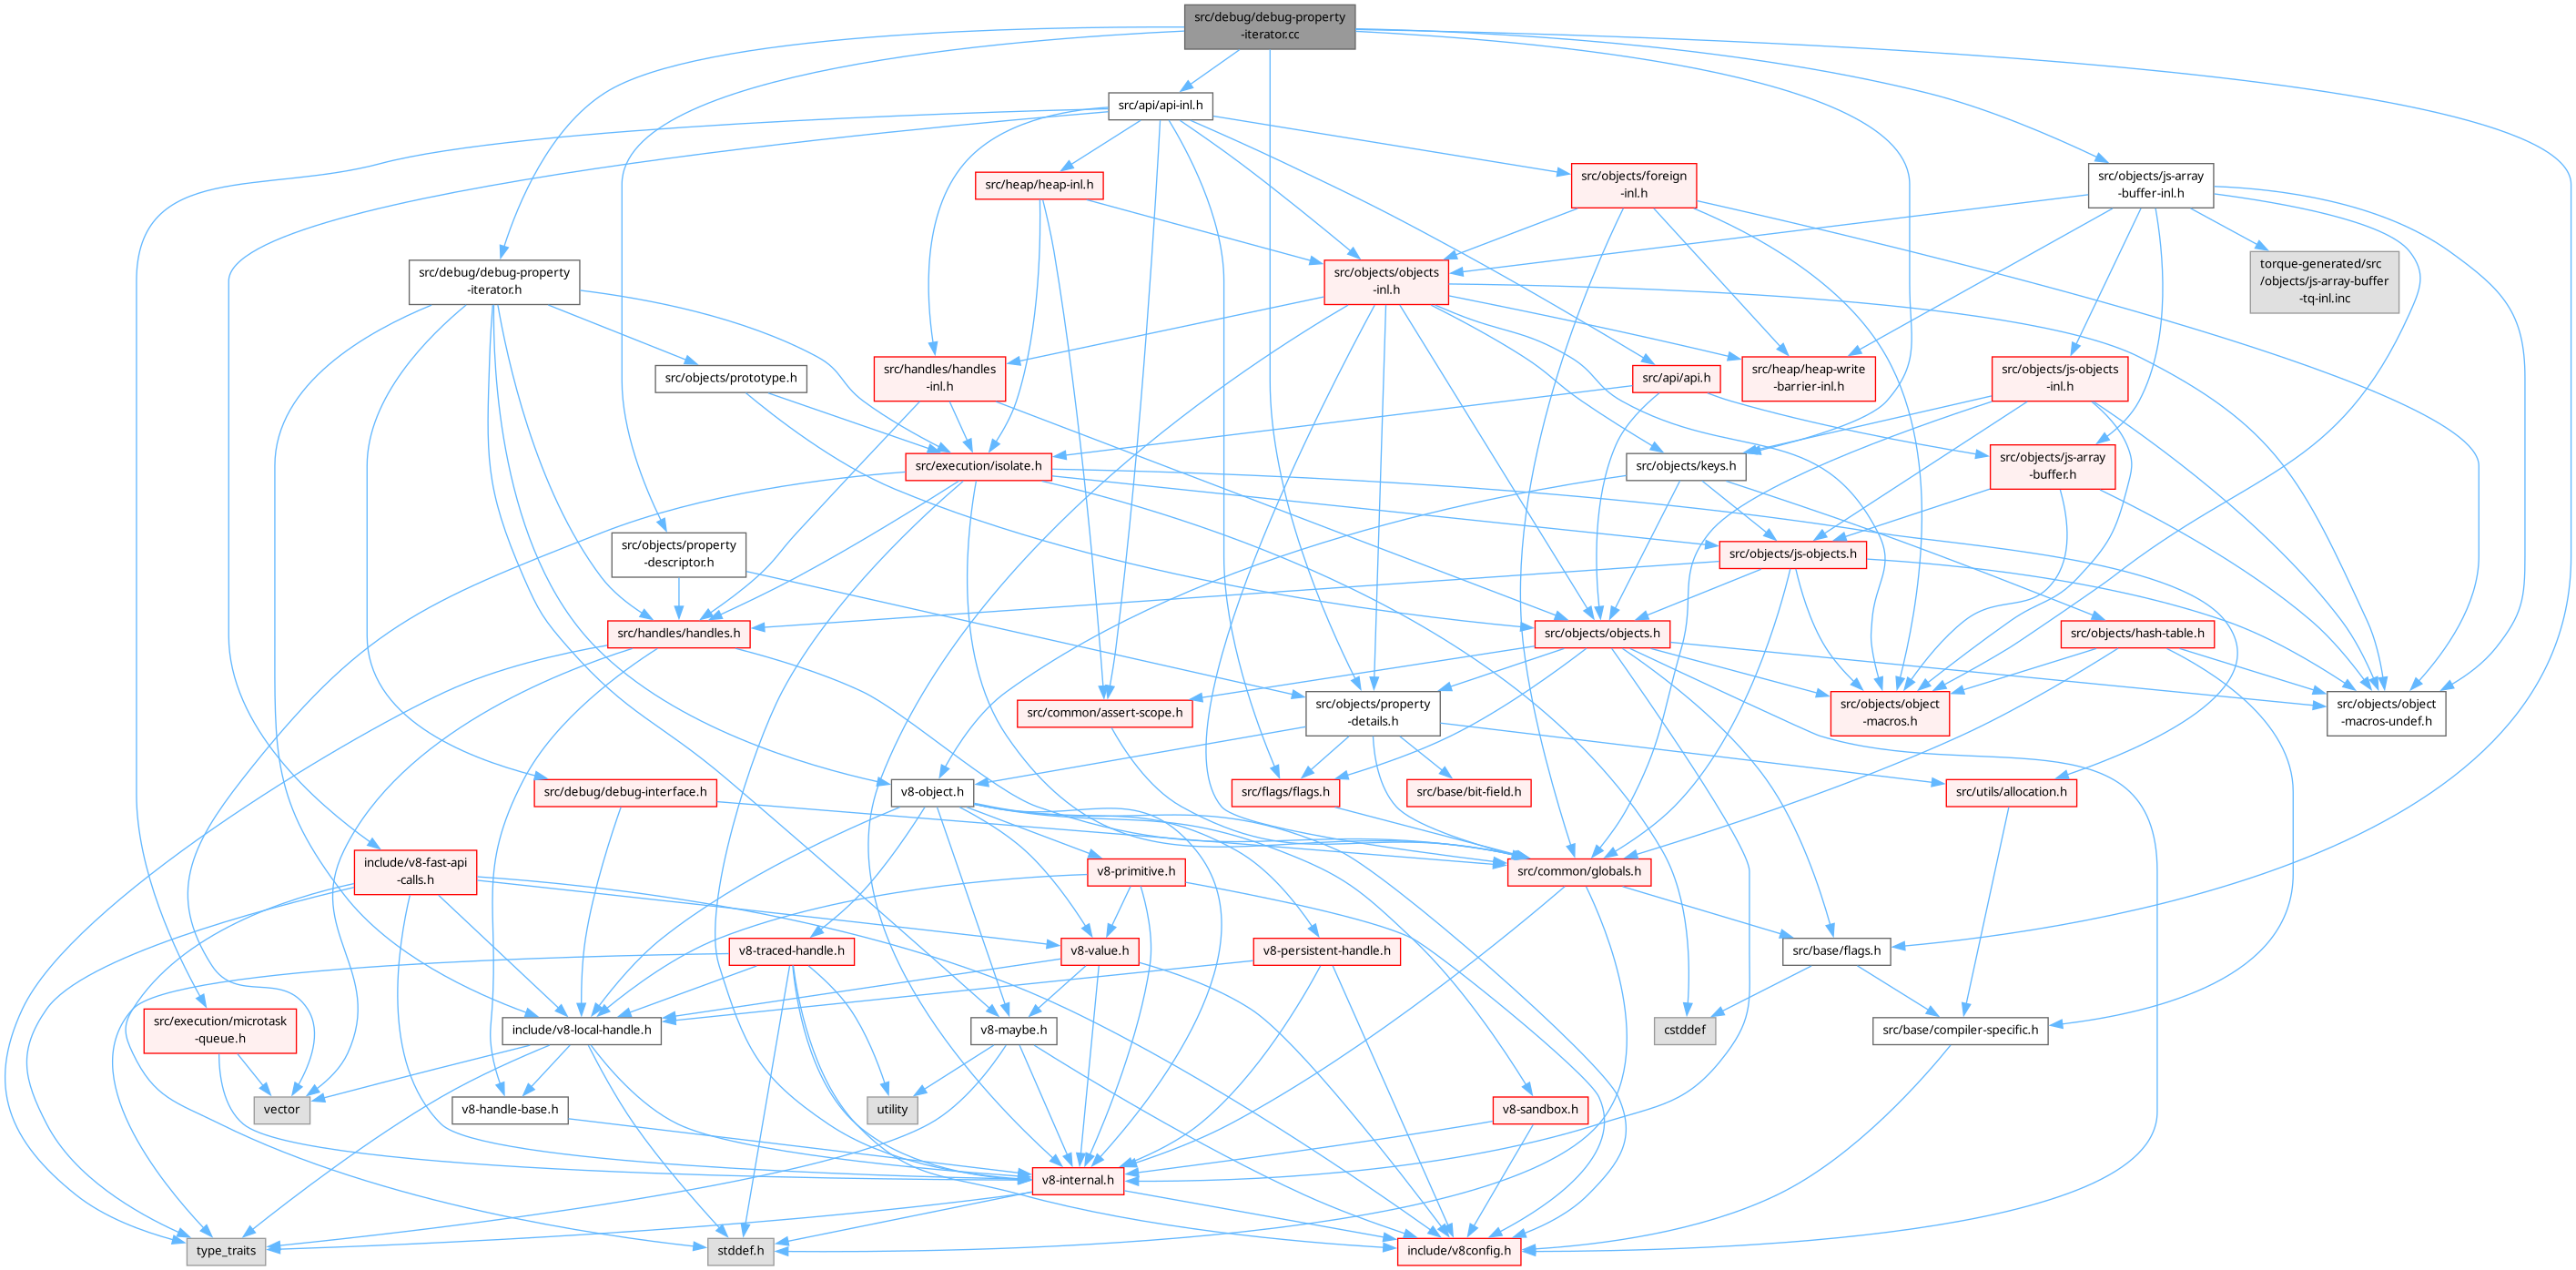 src/debug/debug-property
-iterator.cc
src/api/api-inl.h
src/heap/heap-inl.h
src/objects/foreign
-inl.h
src/objects/js-array
-buffer-inl.h
src/debug/debug-property
-iterator.h
src/objects/objects
-inl.h
torque-generated/src
/objects/js-array-buffer
-tq-inl.inc
src/objects/prototype.h
src/handles/handles
-inl.h
src/api/api.h
src/heap/heap-write
-barrier-inl.h
src/objects/js-objects
-inl.h
src/execution/isolate.h
src/objects/keys.h
src/objects/js-array
-buffer.h
src/objects/property
-descriptor.h
src/objects/js-objects.h
src/handles/handles.h
src/objects/objects.h
src/objects/hash-table.h
src/common/assert-scope.h
src/objects/property
-details.h
src/objects/object
-macros.h
src/objects/object
-macros-undef.h
src/debug/debug-interface.h
v8-object.h
src/flags/flags.h
src/base/bit-field.h
src/utils/allocation.h
include/v8-fast-api
-calls.h
v8-primitive.h
src/common/globals.h
v8-traced-handle.h
v8-value.h
v8-persistent-handle.h
src/base/flags.h
src/execution/microtask
-queue.h
include/v8-local-handle.h
v8-maybe.h
cstddef
src/base/compiler-specific.h
vector
v8-handle-base.h
utility
v8-sandbox.h
v8-internal.h
type_traits
stddef.h
include/v8config.h